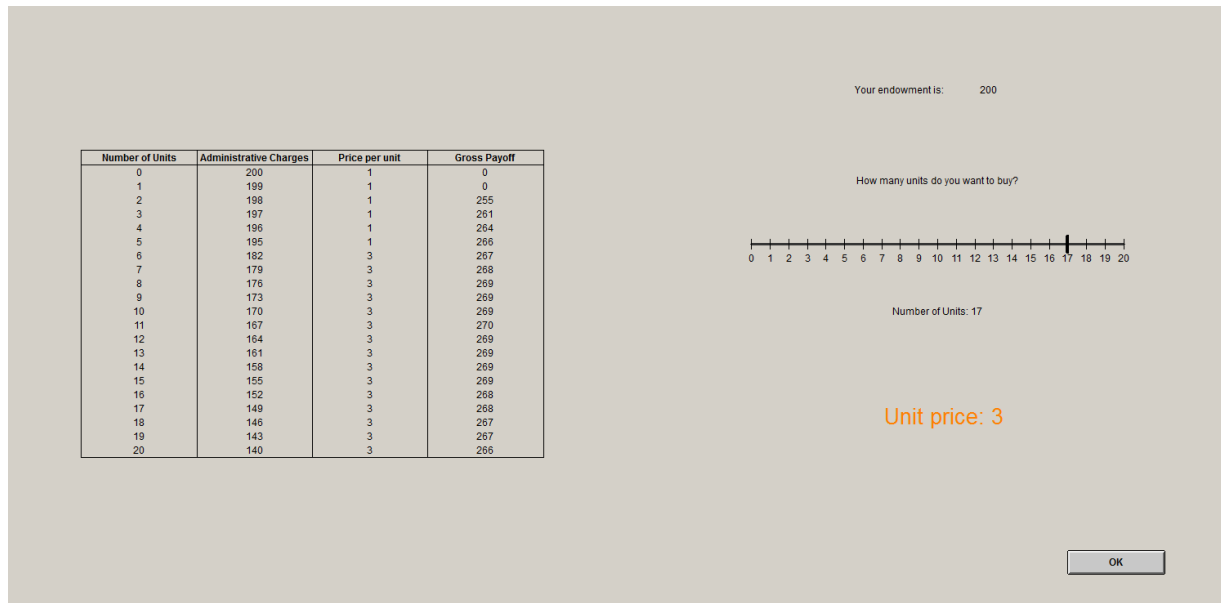 Your endowment is: 200
Number of Units Administrative Charges Price per unit Gross Payoff
0 200 1 0
1 199 1 0
2 198 1 255
3 197 1 261
4 196 1 264
5 195 1 266
6 182 3 267
7 179 3 268
8 176 3 269
9 173 3 269
10 170 3 269
11 167 3 270
12 164 3 269
13 161 3 269
14 158 3 269
15 155 3 269
16 152 3 268
17 149 3 268
18 146 3 267
19 143 3 267
20 140 3 266
How many units do you want to buy?
0 1 2 3 4 5 6 7 8 9 10 11 12 13 14 15 16 17 18 19 20
Number of Units: 17
Unit price: 3
OK